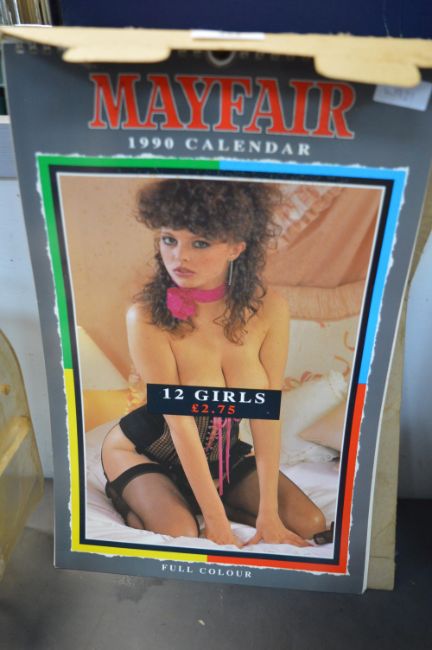 MAYFAIR
1990 CALENDAR
12 GIRLS
£2.75
FULL COLOUR